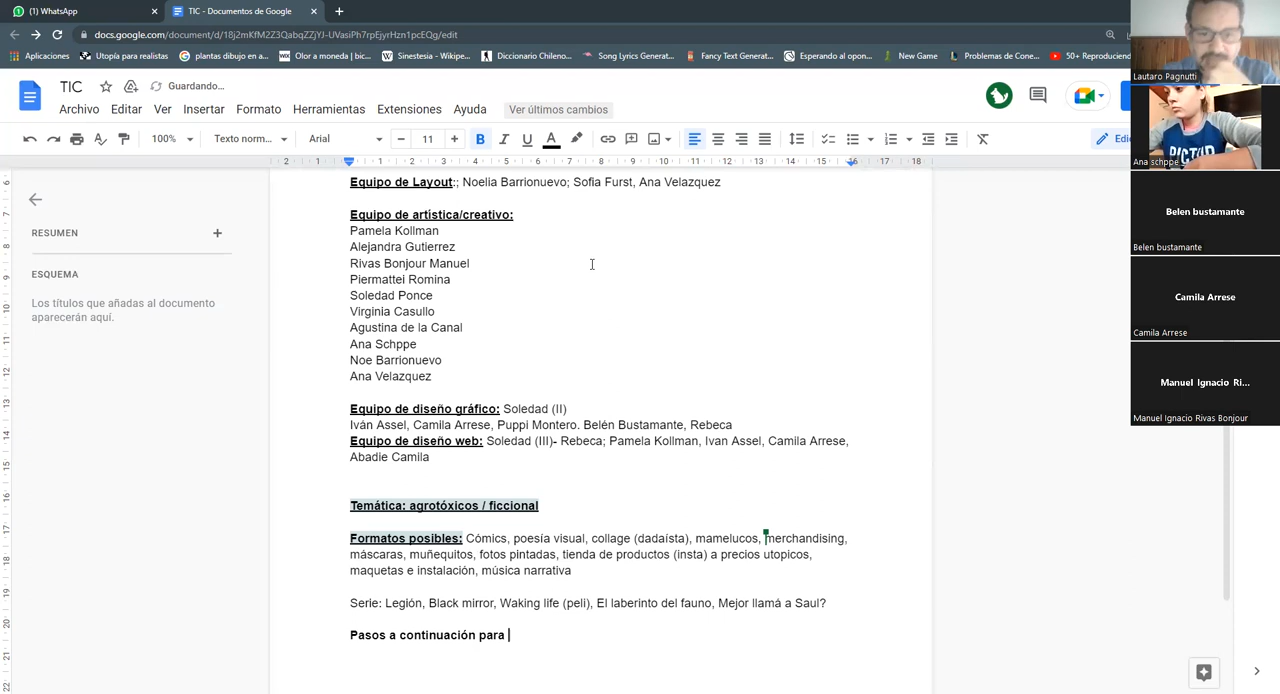 (1) WhatsApp
TIC - Documentos de Google
docs.google.com/document/d/18j2mKfM2Z3QabqZZjYJ-UVasiPh7rpEjyrHzn1pcEQg/edit
Aplicaciones
Utopía para realistas
plantas dibujo en a...
Olor a moneda | bic...
Sinestesia - Wikipe...
Diccionario Chileno...
Song Lyrics Generat...
Fancy Text Generat...
Esperando al opon...
New Game
Problemas de Cone...
50+ Reproducien
TIC
Guardando...
Archivo Editar Ver Insertar Formato Herramientas Extensiones Ayuda
Ver últimos cambios
100%
Texto norm...
Arial
11
RESUMEN
ESQUEMA
Los títulos que añadas al documento
aparecerán aquí.
Equipo de Layout:; Noelia Barrionuevo; Sofia Furst, Ana Velazquez
Equipo de artística/creativo:
Pamela Kollman
Alejandra Gutierrez
Rivas Bonjour Manuel
Piermattei Romina
Soledad Ponce
Virginia Casullo
Agustina de la Canal
Ana Schppe
Noe Barrionuevo
Ana Velazquez
Equipo de diseño gráfico: Soledad (II)
Iván Assel, Camila Arrese, Puppi Montero. Belén Bustamante, Rebeca
Equipo de diseño web: Soledad (III)- Rebeca; Pamela Kollman, Ivan Assel, Camila Arrese,
Abadie Camila
Temática: agrotóxicos / ficcional
Formatos posibles: Cómics, poesía visual, collage (dadaísta), mamelucos, merchandising,
máscaras, muñequitos, fotos pintadas, tienda de productos (insta) a precios utopicos,
maquetas e instalación, música narrativa
Serie: Legión, Black mirror, Waking life (peli), El laberinto del fauno, Mejor llamá a Saul?
Pasos a continuación para
Lautaro Pagnutti
Ana schppe
Belen bustamante
Belen bustamante
Camila Arrese
Camila Arrese
Manuel Ignacio Ri...
Manuel Ignacio Rivas Bonjour